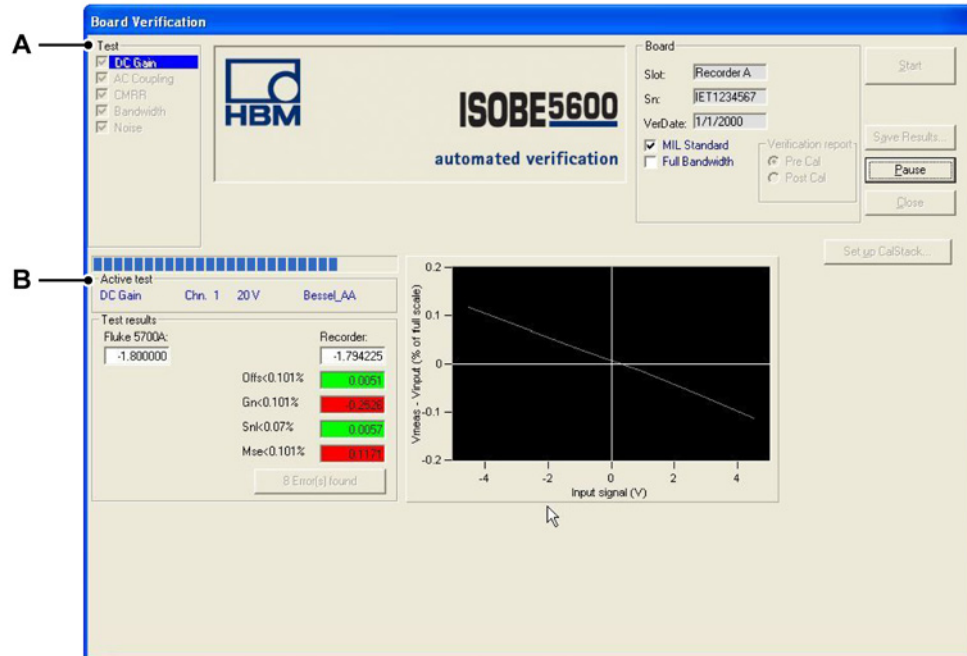 Board Verification
A
Test
DC Gain
AC Coupling
CMRR
Bandwidth
Noise
HBM
ISOBE5600
automated verification
Board
Slot: Recorder A
Sn: IET1234567
VerDate: 1/1/2000
MIL Standard
Full Bandwidth
Verification report
Pre Cal
Post Cal
Start
Save Results...
Pause
Close
Set up CalStack...
B
Active test
DC Gain Chn. 1 20 V Bessel_AA
Test results
Fluke 5700A: Recorder:
-1.800000 -1.794225
Offs<0.101% 0.0051
Gn<0.101% -0.2526
Snl<0.07% 0.0057
Mse<0.101% 0.1171
8 Error(s) found
Vmeas - Vinput (% of full scale)
0.2
0.1
0
-0.1
-0.2
-4 -2 0 2 4
Input signal (V)